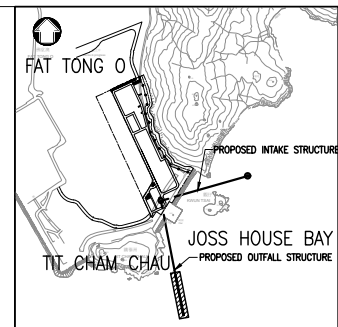 FAT TONG O
PROPOSED INTAKE STRUCTURE
JOSS HOUSE BAY
TIT CHAM CHAU
PROPOSED OUTFALL STRUCTURE